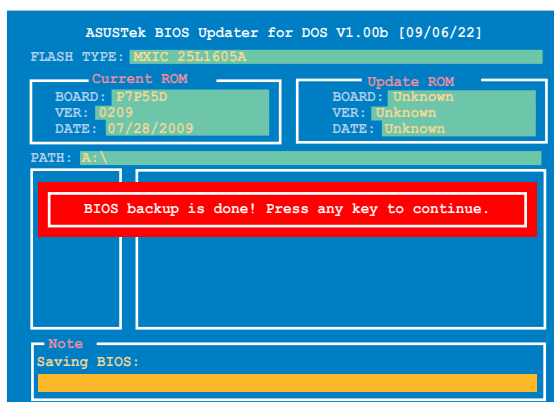 ASUSTek BIOS Updater for DOS V1.00b [09/06/22]
FLASH TYPE: MXIC 25L1605A
Current ROM
BOARD: P7P55D
VER: 0209
DATE: 07/28/2009
Update ROM
BOARD: Unknown
VER: Unknown
DATE: Unknown
PATH: A:\
BIOS backup is done! Press any key to continue.
Note
Saving BIOS: